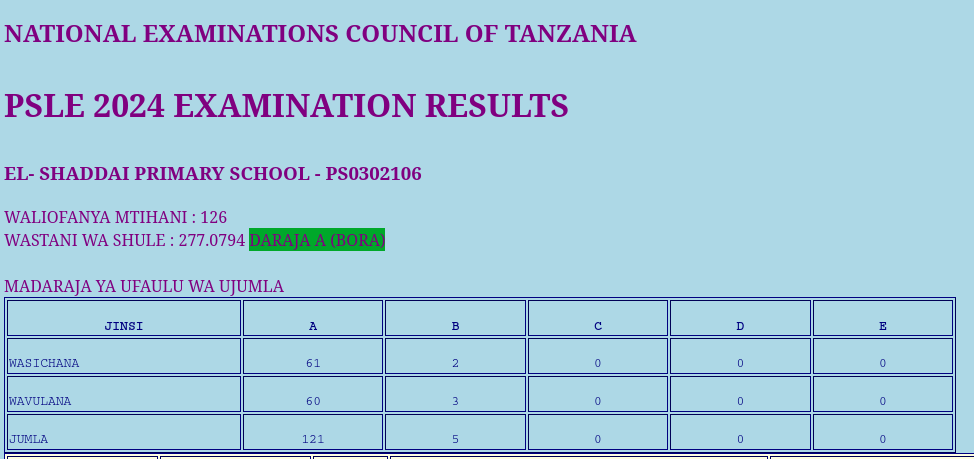 NATIONAL EXAMINATIONS COUNCIL OF TANZANIA
PSLE 2024 EXAMINATION RESULTS
EL- SHADDAI PRIMARY SCHOOL - PS0302106
WALIOFANYA MTIHANI : 126
WASTANI WA SHULE : 277.0794 DARAJA A (BORA)
MADARAJA YA UFAULU WA UJUMLA
JINSI A B C D E
WASICHANA 61 2 0 0 0
WAVULANA 60 3 0 0 0
JUMLA 121 5 0 0 0